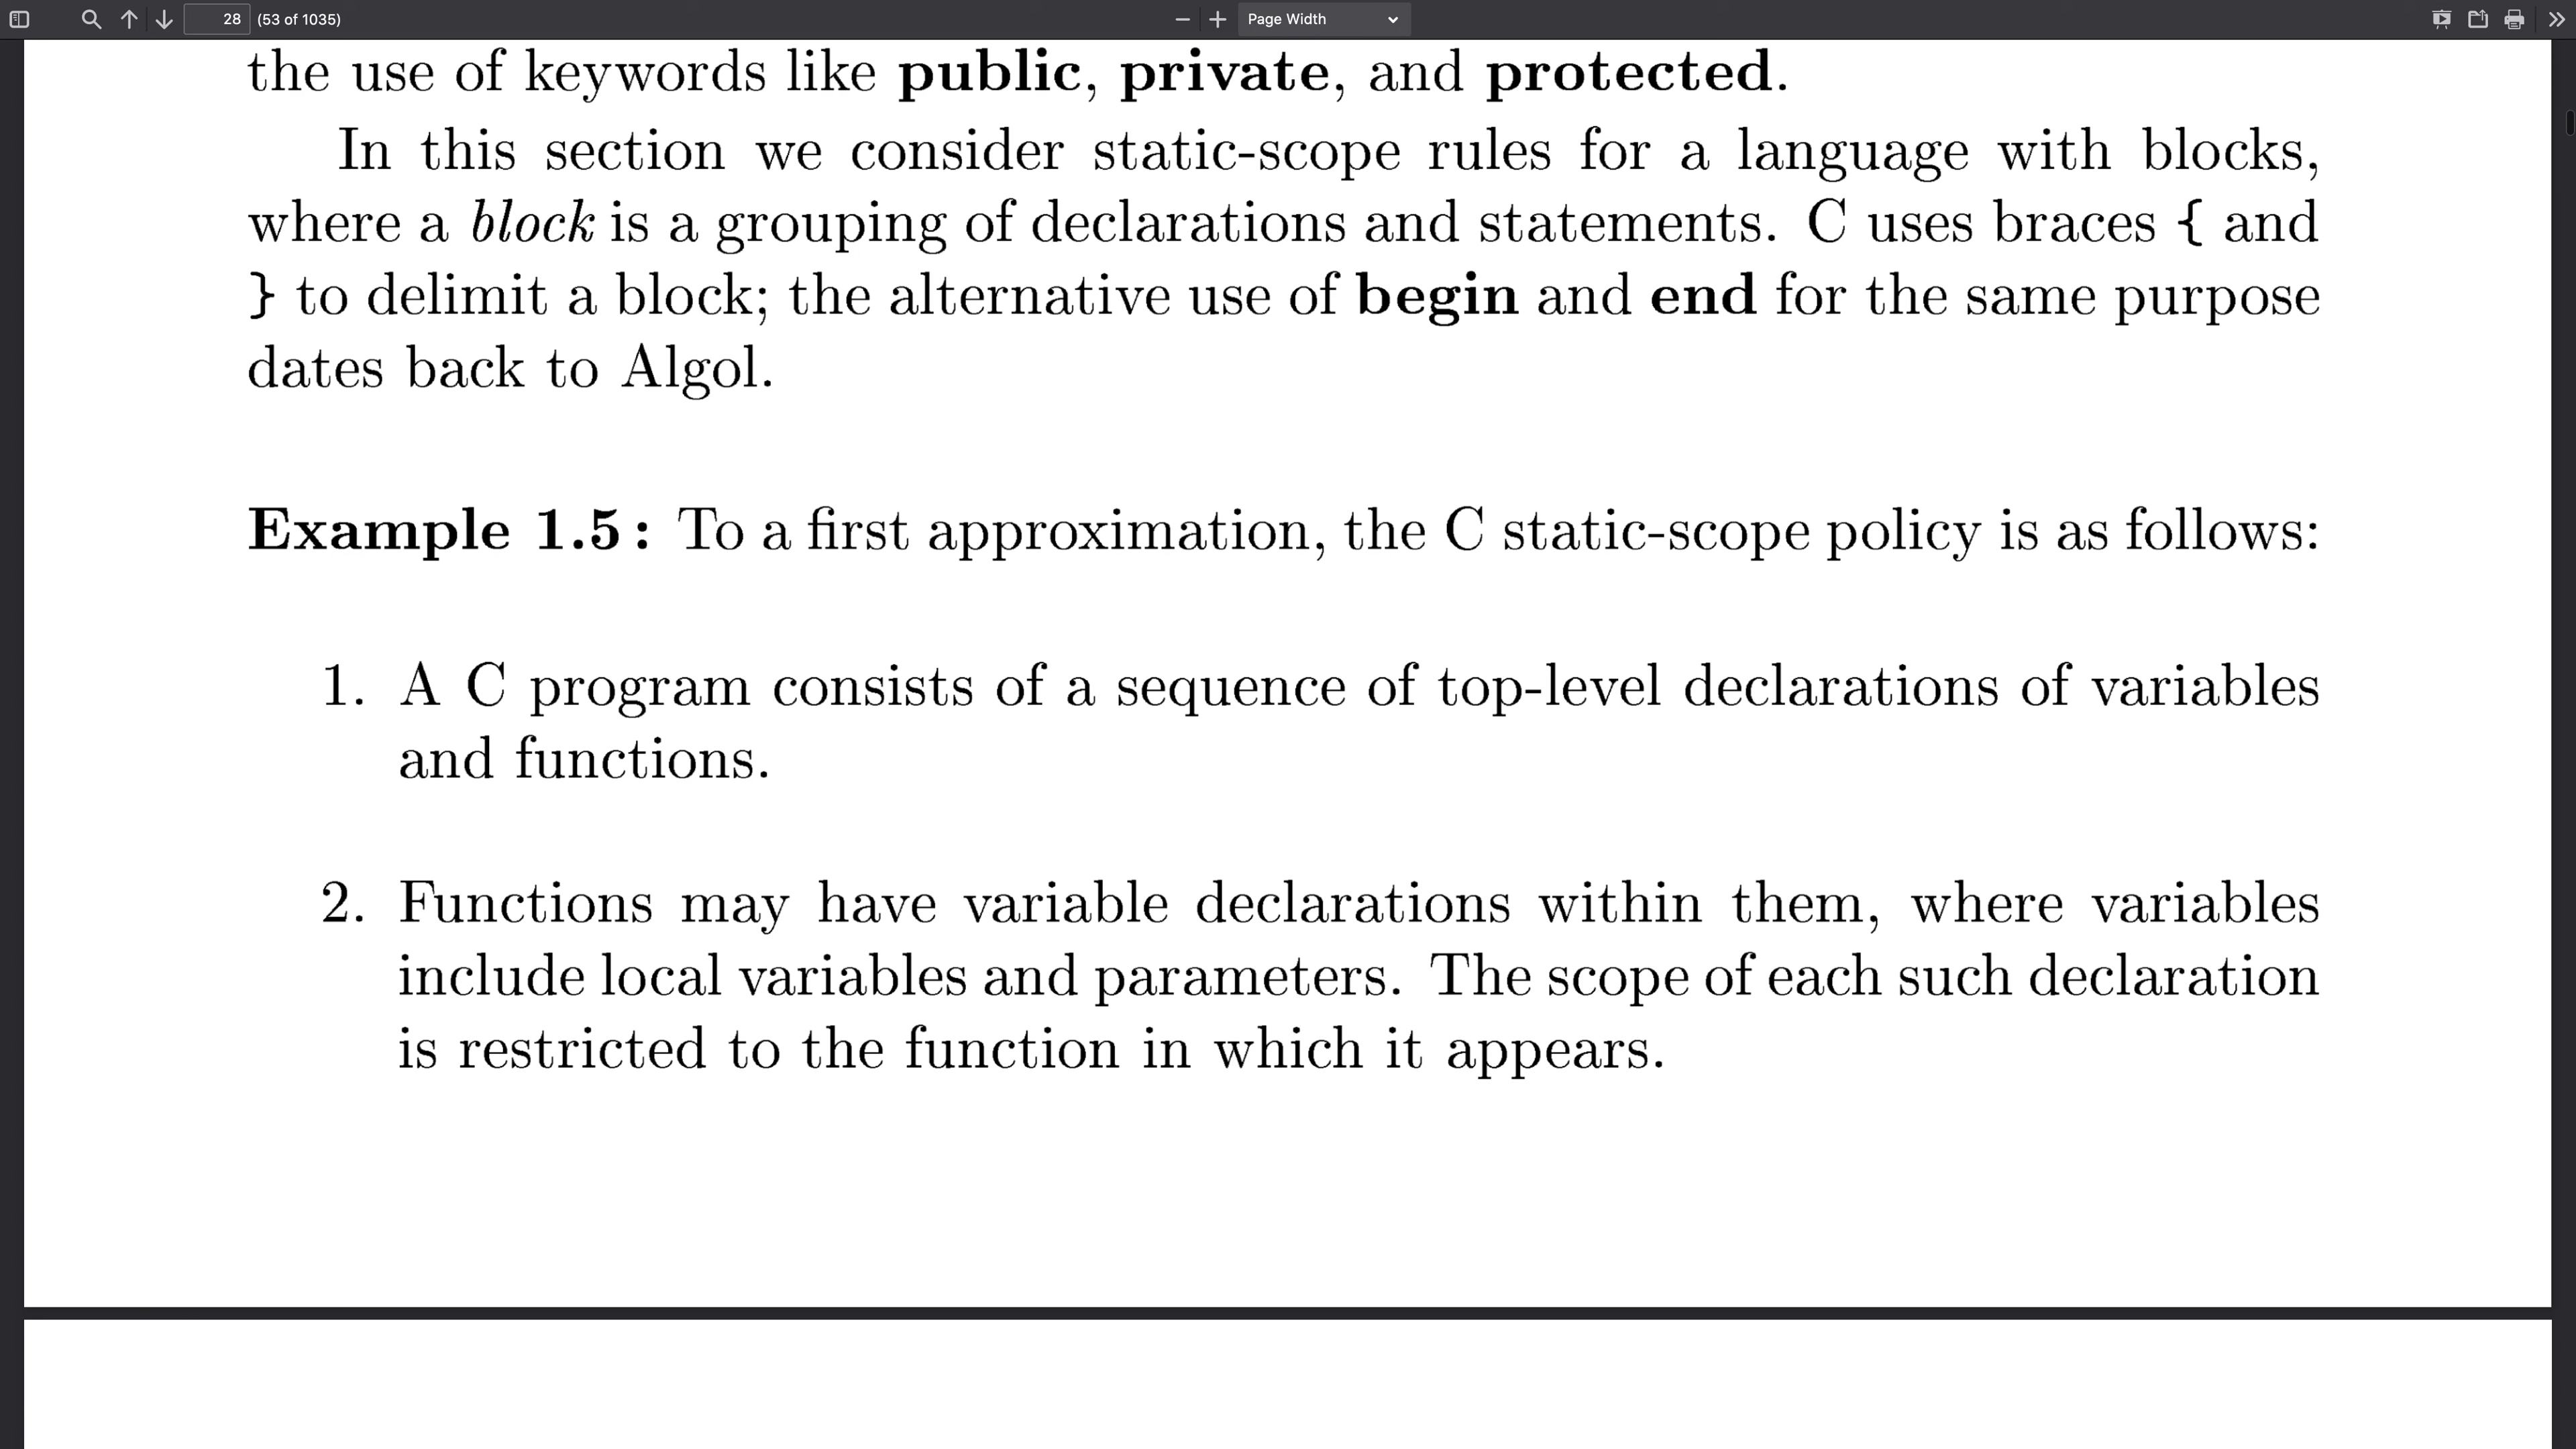 28 (53 of 1035) Page Width
the use of keywords like public, private, and protected.
In this section we consider static-scope rules for a language with blocks,
where a block is a grouping of declarations and statements. C uses braces { and
} to delimit a block; the alternative use of begin and end for the same purpose
dates back to Algol.
Example 1.5: To a first approximation, the C static-scope policy is as follows:
1. A C program consists of a sequence of top-level declarations of variables
and functions.
2. Functions may have variable declarations within them, where variables
include local variables and parameters. The scope of each such declaration
is restricted to the function in which it appears.